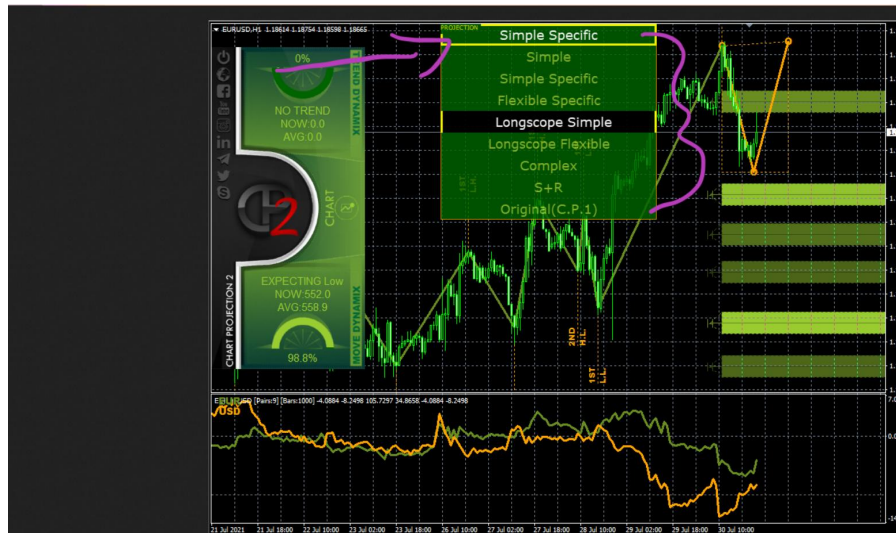 EURUSD,H1 1.18614 1.18754 1.18598 1.18665
PROJECTION
Simple Specific
Simple
Simple Specific
Flexible Specific
Longscope Simple
Longscope Flexible
Complex
S+R
Original(C.P.1)
0%
NO TREND
NOW:0.0
AVG:0.0
TREND DYNAMIX
CHART
2
EXPECTING Low
NOW:552.0
AVG:558.9
98.8%
MOVE DYNAMIX
CHART PROJECTION 2
1ST
L.H.
2ND
H.L.
1ST
L.L.
[Pairs:9] [Bars:1000] -4.0884 -8.2498 105.7297 34.8658 -4.0884 -8.2498
EUR
USD
21 Jul 2021
21 Jul 18:00
22 Jul 10:00
23 Jul 02:00
23 Jul 18:00
26 Jul 10:00
27 Jul 02:00
27 Jul 18:00
28 Jul 10:00
29 Jul 02:00
29 Jul 18:00
30 Jul 10:00